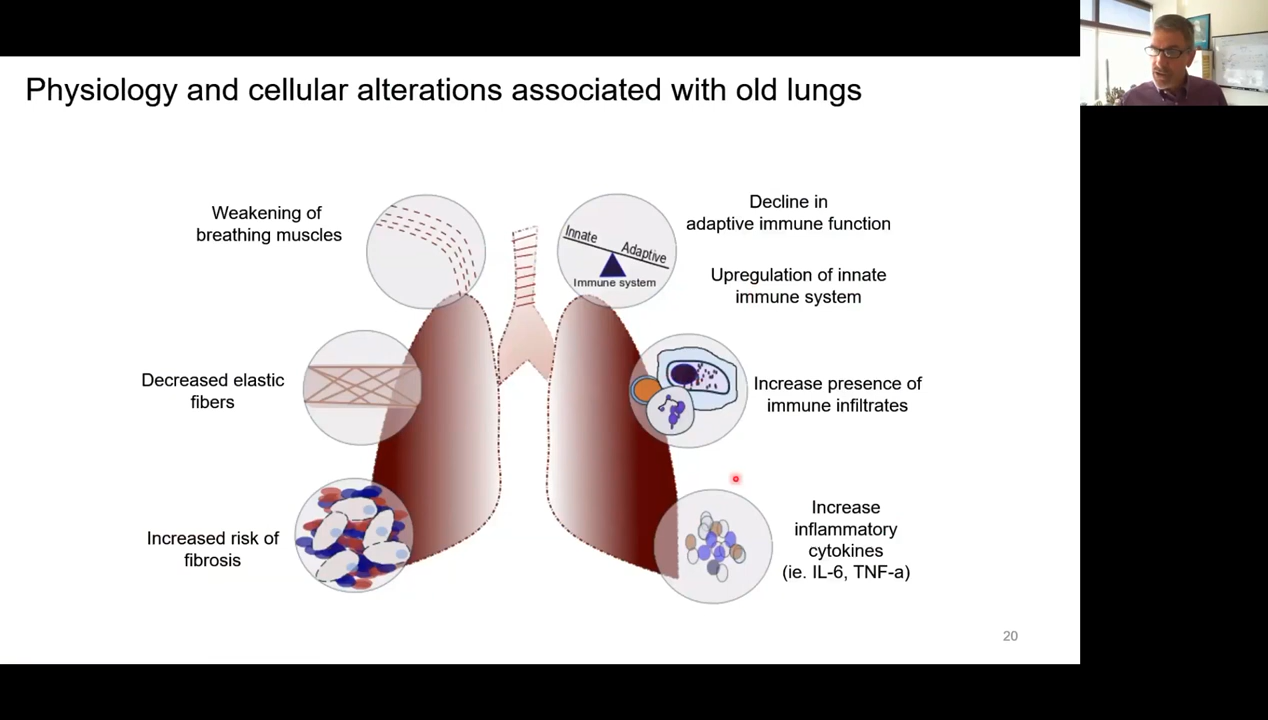 Physiology and cellular alterations associated with old lungs
Weakening of
breathing muscles
Decreased elastic
fibers
Increased risk of
fibrosis
Innate
Adaptive
Immune system
Decline in
adaptive immune function
Upregulation of innate
immune system
Increase presence of
immune infiltrates
Increase
inflammatory
cytokines
(ie. IL-6, TNF-a)
20